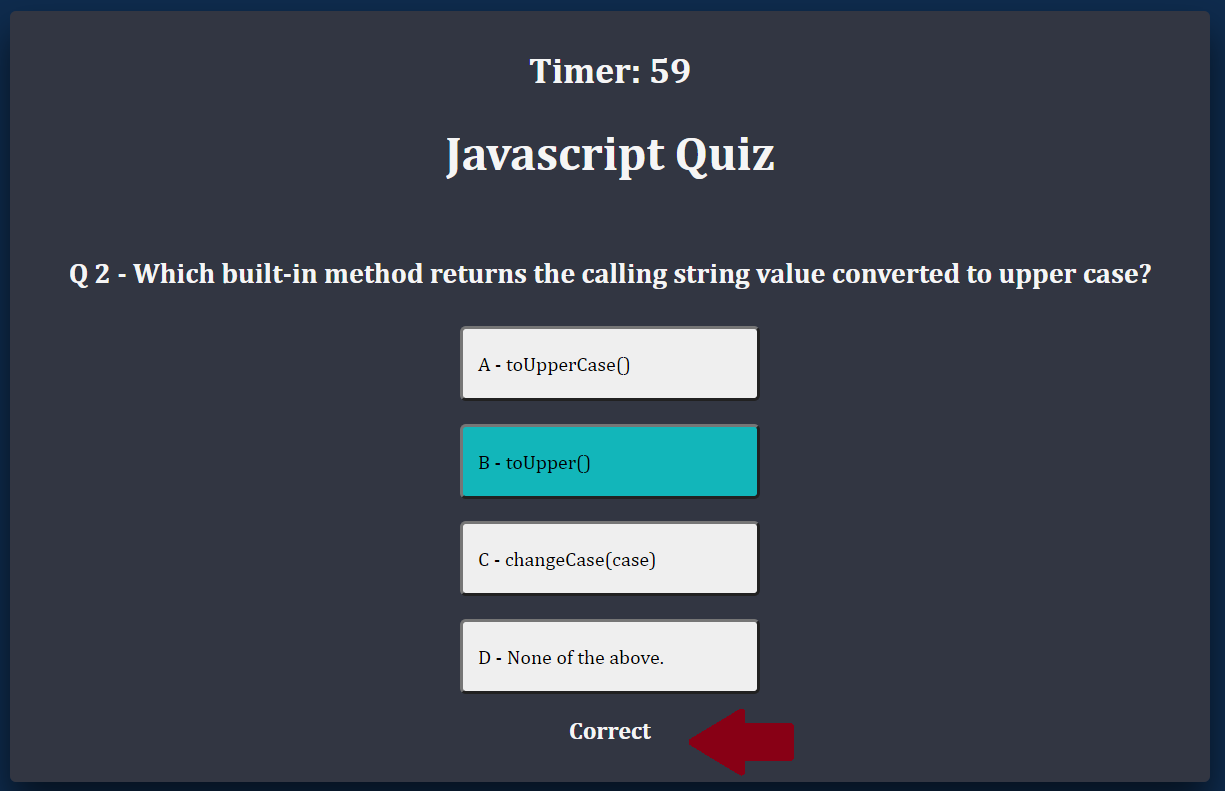 Timer: 59
Javascript Quiz
Q 2 - Which built-in method returns the calling string value converted to upper case?
A - toUpperCase()
B - toUpper()
C - changeCase(case)
D - None of the above.
Correct